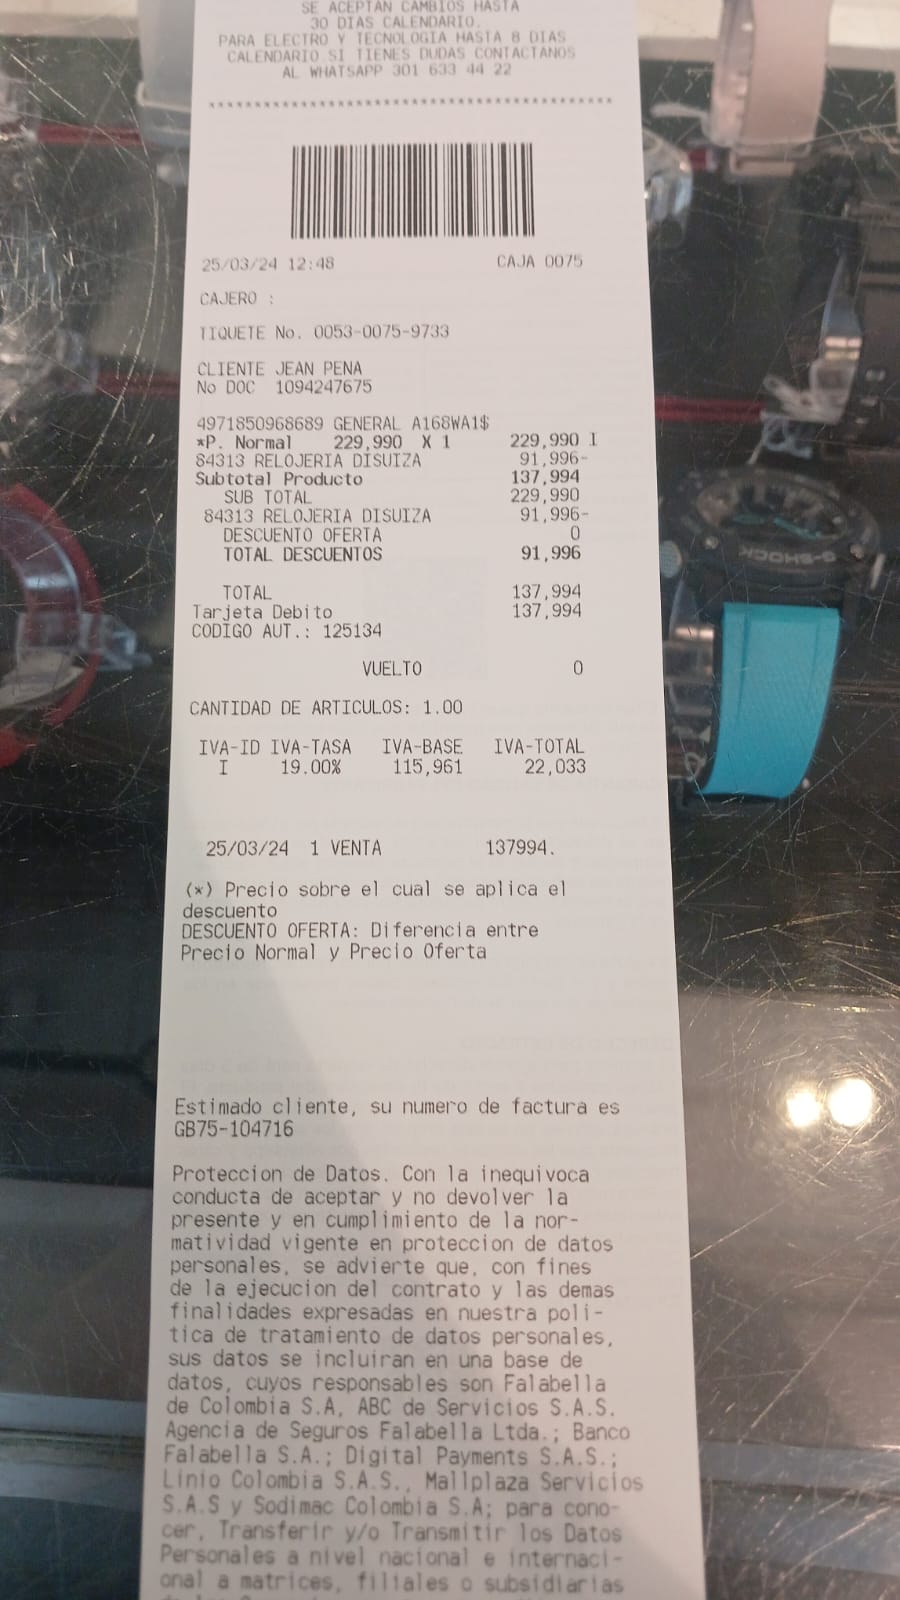 SE ACEPTAN CAMBIOS HASTA
30 DIAS CALENDARIO.
PARA ELECTRO Y TECNOLOGIA HASTA 8 DIAS
CALENDARIO.SI TIENES DUDAS CONTACTANOS
AL WHATSAPP 301 633 44 22
25/03/24 12:48 CAJA 0075
CAJERO :
TIQUETE No. 0053-0075-9733
CLIENTE JEAN PENA
No DOC 1094247675
4971850968689 GENERAL A168WA1$
*P. Normal 229,990 X 1 229,990 I
84313 RELOJERIA DISUIZA 91,996-
Subtotal Producto 137,994
SUB TOTAL 229,990
84313 RELOJERIA DISUIZA 91,996-
DESCUENTO OFERTA 0
TOTAL DESCUENTOS 91,996
TOTAL 137,994
Tarjeta Debito 137,994
CODIGO AUT.: 125134
VUELTO 0
CANTIDAD DE ARTICULOS: 1.00
IVA-ID IVA-TASA IVA-BASE IVA-TOTAL
I 19.00% 115,961 22,033
25/03/24 1 VENTA 137994.
(*) Precio sobre el cual se aplica el
descuento
DESCUENTO OFERTA: Diferencia entre
Precio Normal y Precio Oferta
Estimado cliente, su numero de factura es
GB75-104716
Proteccion de Datos. Con la inequivoca
conducta de aceptar y no devolver la
presente y en cumplimiento de la nor-
matividad vigente en proteccion de datos
personales, se advierte que, con fines
de la ejecucion del contrato y las demas
finalidades expresadas en nuestra poli-
tica de tratamiento de datos personales,
sus datos se incluiran en una base de
datos, cuyos responsables son Falabella
de Colombia S.A, ABC de Servicios S.A.S.
Agencia de Seguros Falabella Ltda.; Banco
Falabella S.A.; Digital Payments S.A.S.;
Linio Colombia S.A.S., Mallplaza Servicios
S.A.S y Sodimac Colombia S.A; para cono-
cer, Transferir y/o Transmitir los Datos
Personales a nivel nacional e internaci-
onal a matrices, filiales o subsidiarias
G-SHOCK